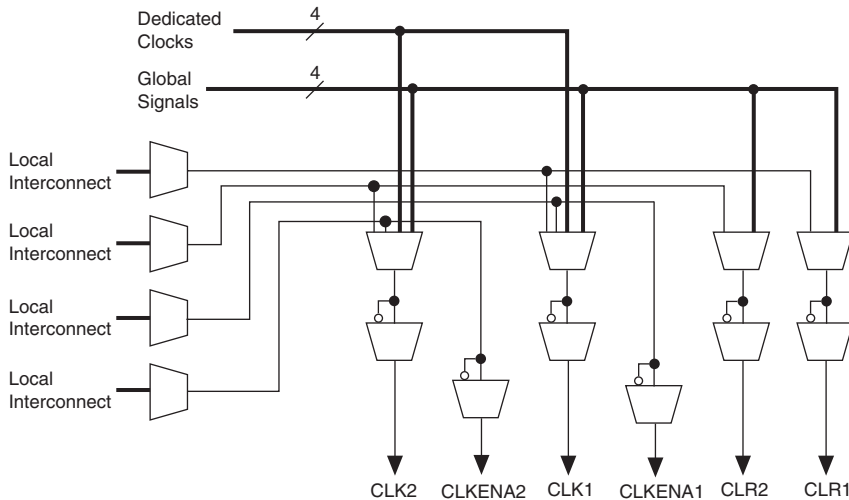 Dedicated
Clocks
4
Global
Signals
4
Local
Interconnect
Local
Interconnect
Local
Interconnect
Local
Interconnect
CLK2
CLKENA2
CLK1
CLKENA1
CLR2
CLR1